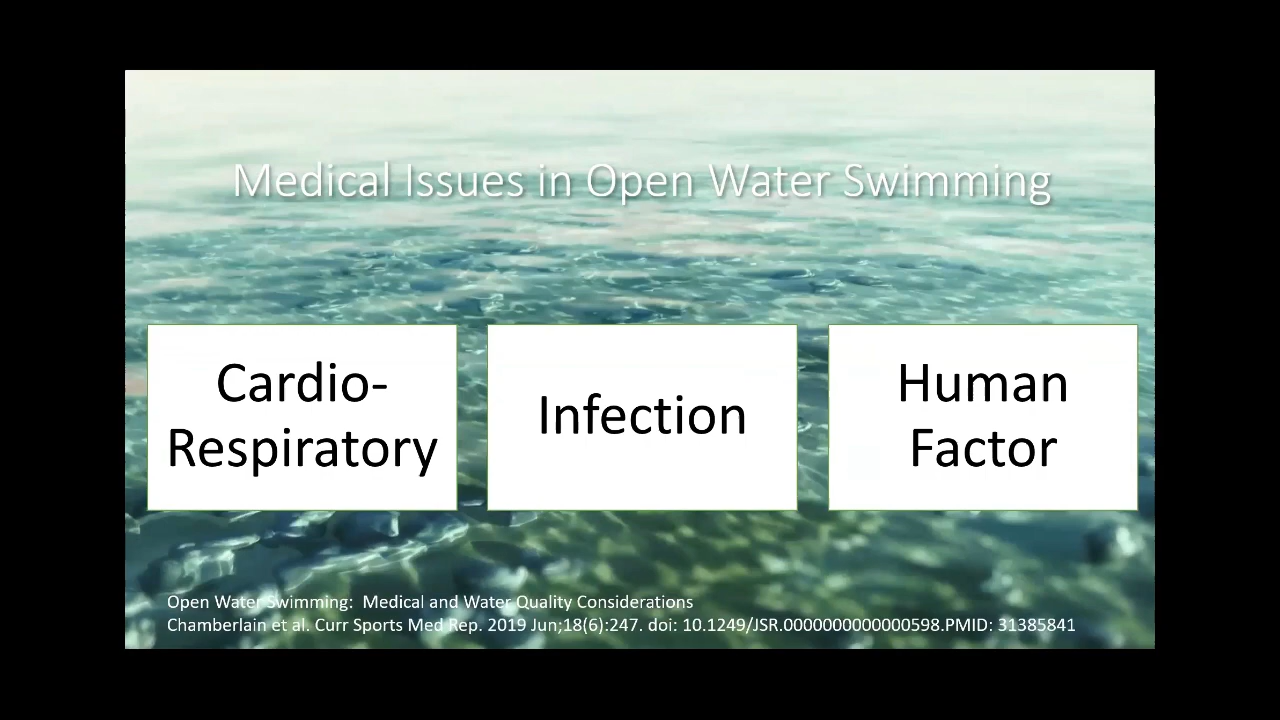 Medical Issues in Open Water Swimming
Cardio-
Respiratory
Infection
Human
Factor
Open Water Swimming:  Medical and Water Quality Considerations
Chamberlain et al. Curr Sports Med Rep. 2019 Jun;18(6):247. doi: 10.1249/JSR.0000000000000598.PMID: 31385841